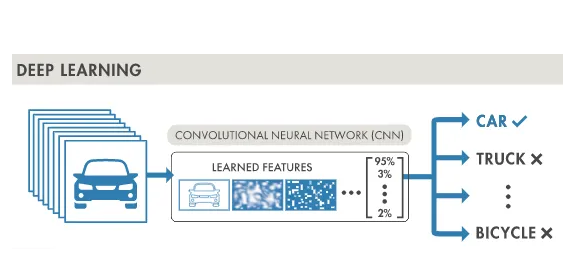 DEEP LEARNING
CONVOLUTIONAL NEURAL NETWORK (CNN)
LEARNED FEATURES
95%
3%
2%
CAR ✓
TRUCK ✕
BICYCLE ✕